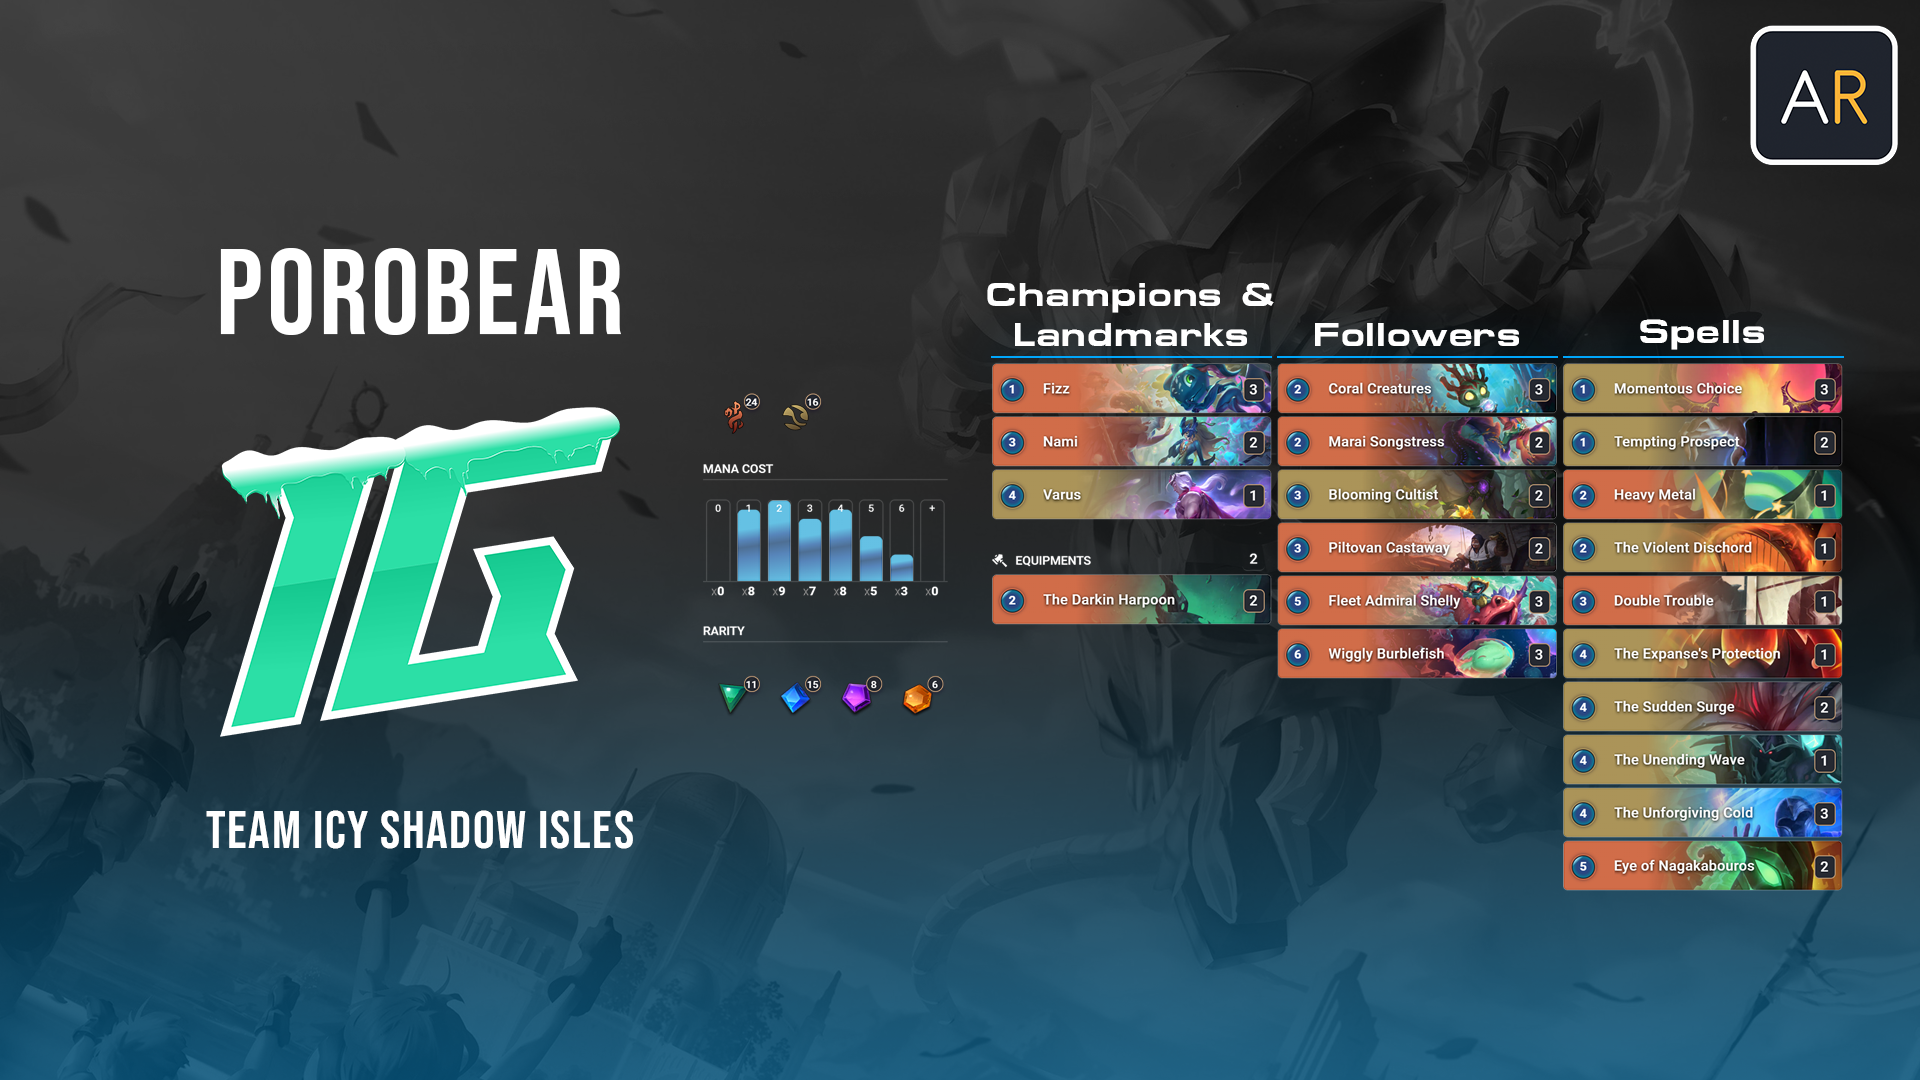 AR
POROBEAR
TEAM ICY SHADOW ISLES
24 16
MANA COST
0 1 2 3 4 5 6 +
x0 x8 x9 x7 x8 x5 x3 x0
RARITY
11 15 8 6
Champions &
Landmarks
1 Fizz 3
3 Nami 2
4 Varus 1
EQUIPMENTS 2
2 The Darkin Harpoon 2
Followers
2 Coral Creatures 3
2 Marai Songstress 2
3 Blooming Cultist 2
3 Piltovan Castaway 2
5 Fleet Admiral Shelly 3
6 Wiggly Burblefish 3
Spells
1 Momentous Choice 3
1 Tempting Prospect 2
2 Heavy Metal 1
2 The Violent Dischord 1
3 Double Trouble 1
4 The Expanse's Protection 1
4 The Sudden Surge 2
4 The Unending Wave 1
4 The Unforgiving Cold 3
5 Eye of Nagakabouros 2